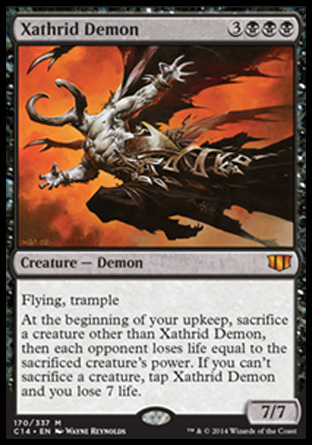 Xathrid Demon 3
Creature — Demon
Flying, trample
At the beginning of your upkeep, sacrifice
a creature other than Xathrid Demon,
then each opponent loses life equal to the
sacrificed creature's power. If you can't
sacrifice a creature, tap Xathrid Demon
and you lose 7 life.
7/7
170/337 M
C14 • EN Wayne Reynolds
™ & © 2014 Wizards of the Coast